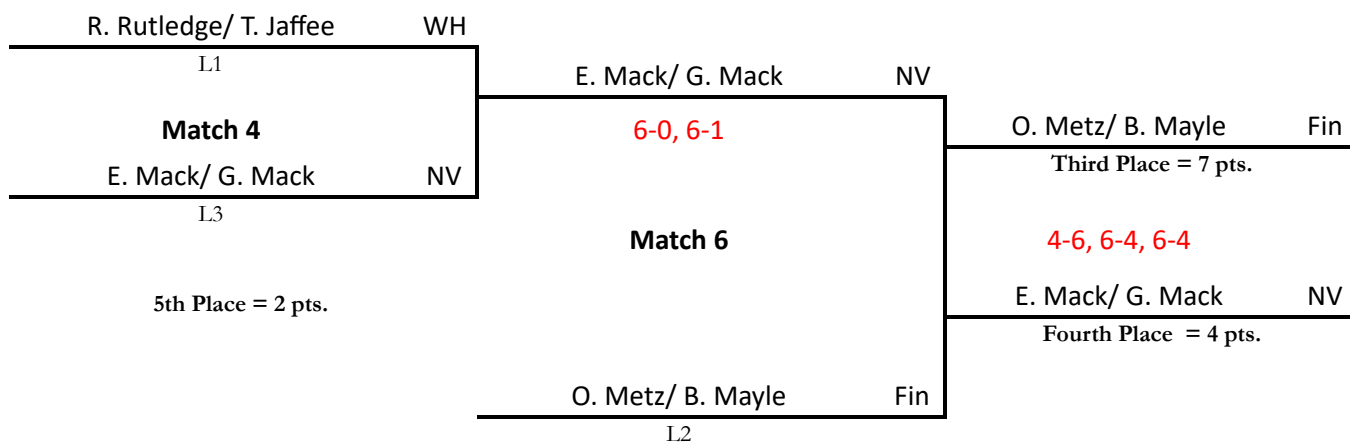 R. Rutledge/ T. Jaffee WH
L1
E. Mack/ G. Mack NV
Match 4
6-0, 6-1
O. Metz/ B. Mayle Fin
Third Place = 7 pts.
E. Mack/ G. Mack NV
L3
Match 6
4-6, 6-4, 6-4
5th Place = 2 pts.
E. Mack/ G. Mack NV
Fourth Place = 4 pts.
O. Metz/ B. Mayle Fin
L2